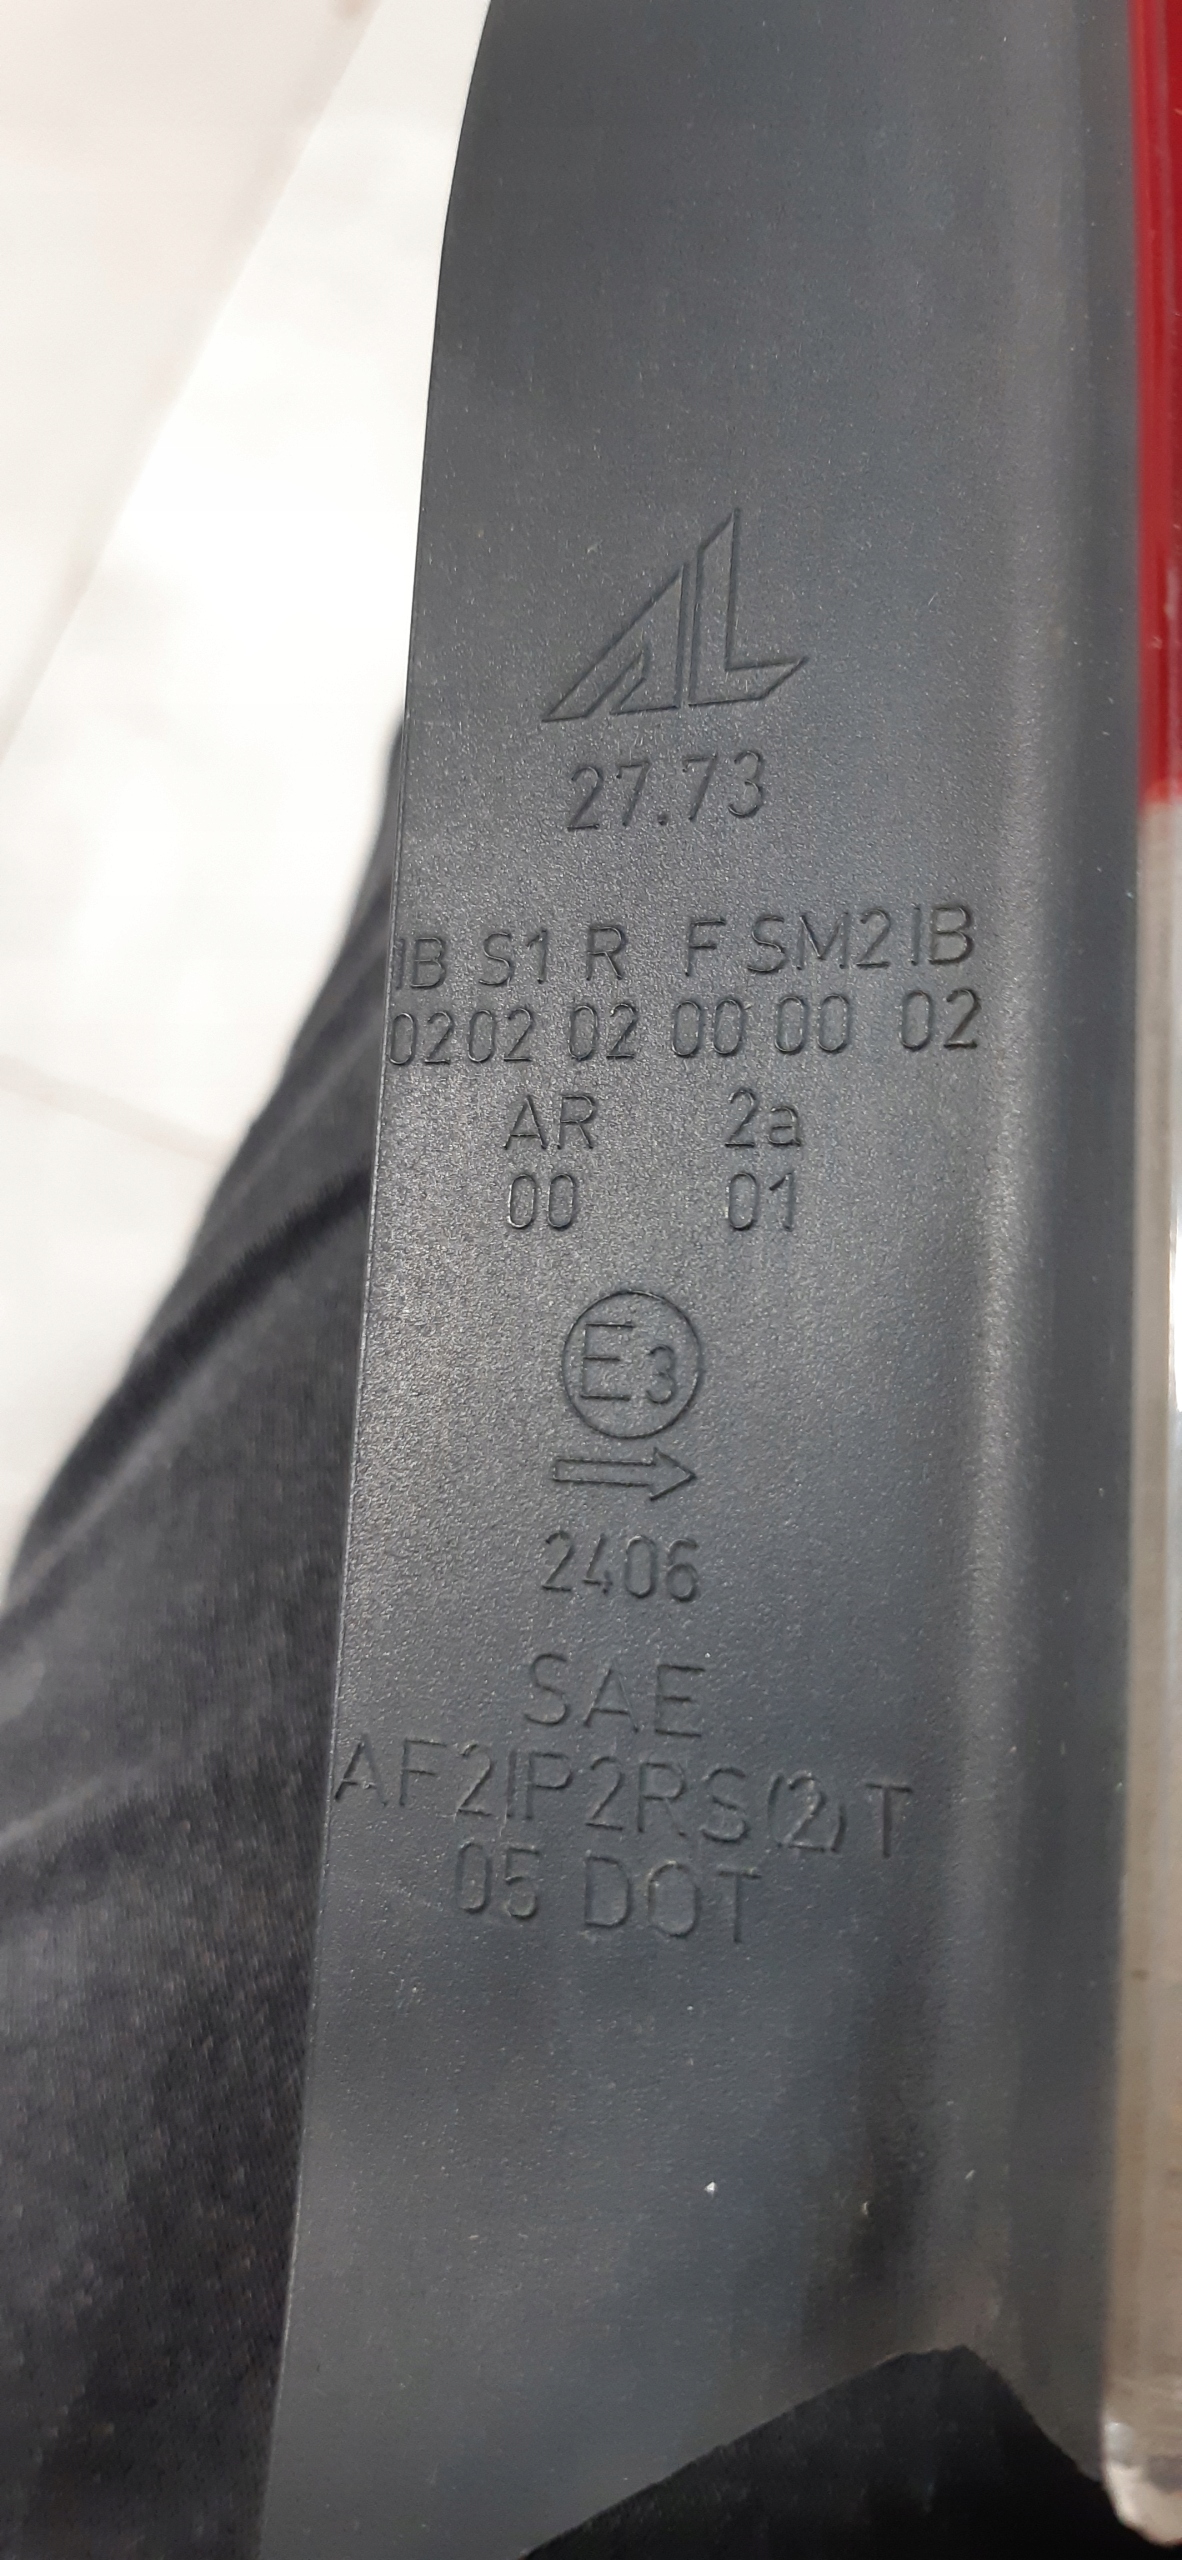 AL
27.73
IB S1 R F SM2 IB
02 02 02 00 00 02
AR 2a
00 01
E3
2406
SAE
AF2IP2RS(2)T
05 DOT